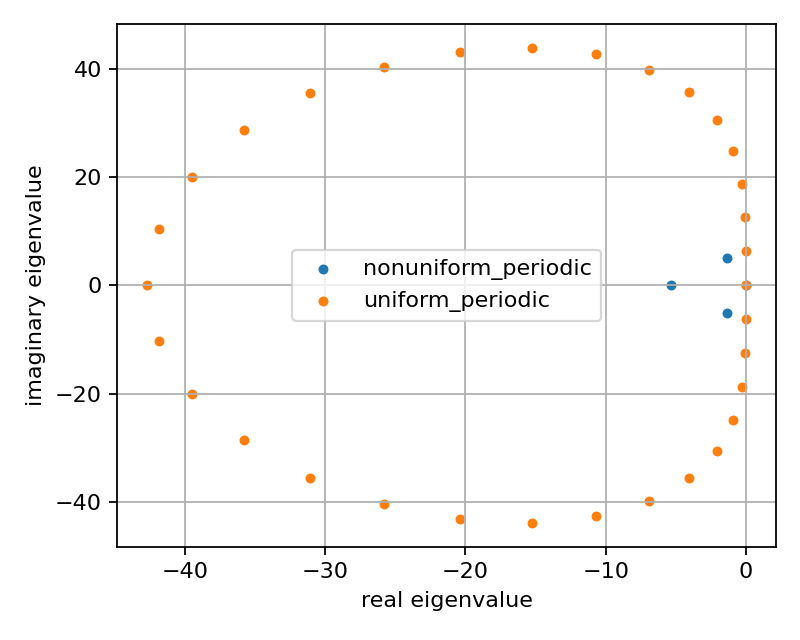 40
20
0
−20
−40
imaginary eigenvalue
nonuniform_periodic
uniform_periodic
−40 −30 −20 −10 0
real eigenvalue